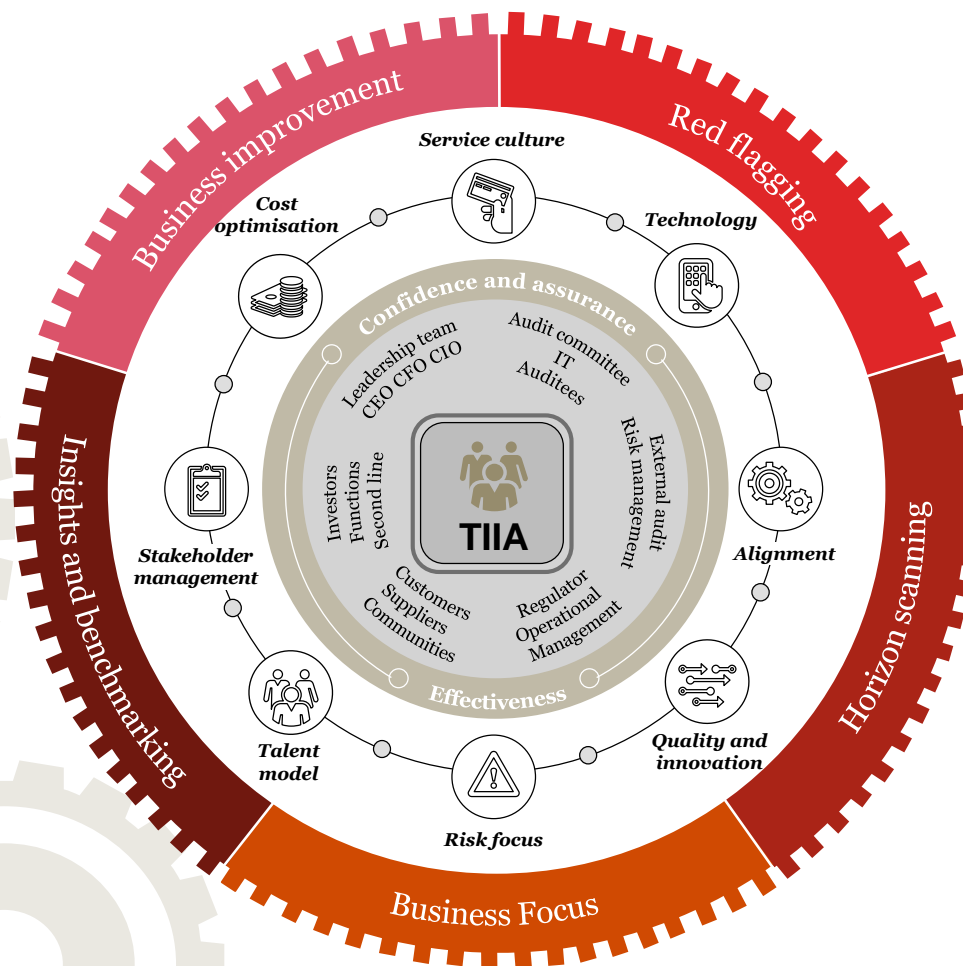 Business improvement
Red flagging
Horizon scanning
Business Focus
Insights and benchmarking
Service culture
Technology
Alignment
Quality and
innovation
Risk focus
Talent
model
Stakeholder
management
Cost
optimisation
Confidence and assurance
Effectiveness
Leadership team
CEO CFO CIO
Audit committee
IT
Auditees
External audit
Risk management
Regulator
Operational
Management
Customers
Suppliers
Communities
Investors
Functions
Second line
TIIA